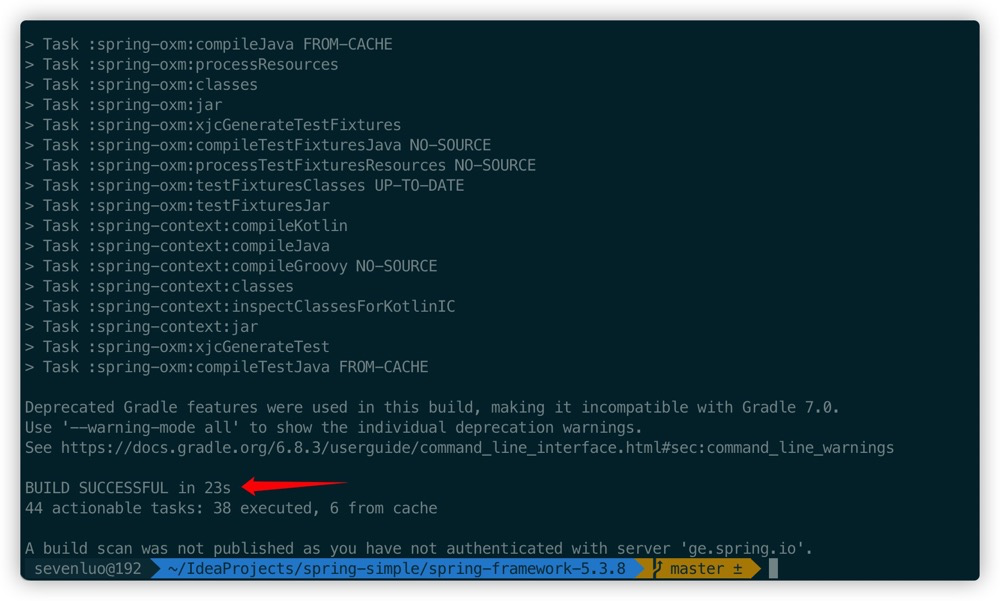 > Task :spring-oxm:compileJava FROM-CACHE
> Task :spring-oxm:processResources
> Task :spring-oxm:classes
> Task :spring-oxm:jar
> Task :spring-oxm:xjcGenerateTestFixtures
> Task :spring-oxm:compileTestFixturesJava NO-SOURCE
> Task :spring-oxm:processTestFixturesResources NO-SOURCE
> Task :spring-oxm:testFixturesClasses UP-TO-DATE
> Task :spring-oxm:testFixturesJar
> Task :spring-context:compileKotlin
> Task :spring-context:compileJava
> Task :spring-context:compileGroovy NO-SOURCE
> Task :spring-context:classes
> Task :spring-context:inspectClassesForKotlinIC
> Task :spring-context:jar
> Task :spring-oxm:xjcGenerateTest
> Task :spring-oxm:compileTestJava FROM-CACHE
Deprecated Gradle features were used in this build, making it incompatible with Gradle 7.0.
Use '--warning-mode all' to show the individual deprecation warnings.
See https://docs.gradle.org/6.8.3/userguide/command_line_interface.html#sec:command_line_warnings
BUILD SUCCESSFUL in 23s
44 actionable tasks: 38 executed, 6 from cache
A build scan was not published as you have not authenticated with server 'ge.spring.io'.
sevenluo@192 ~/IdeaProjects/spring-simple/spring-framework-5.3.8 master ±